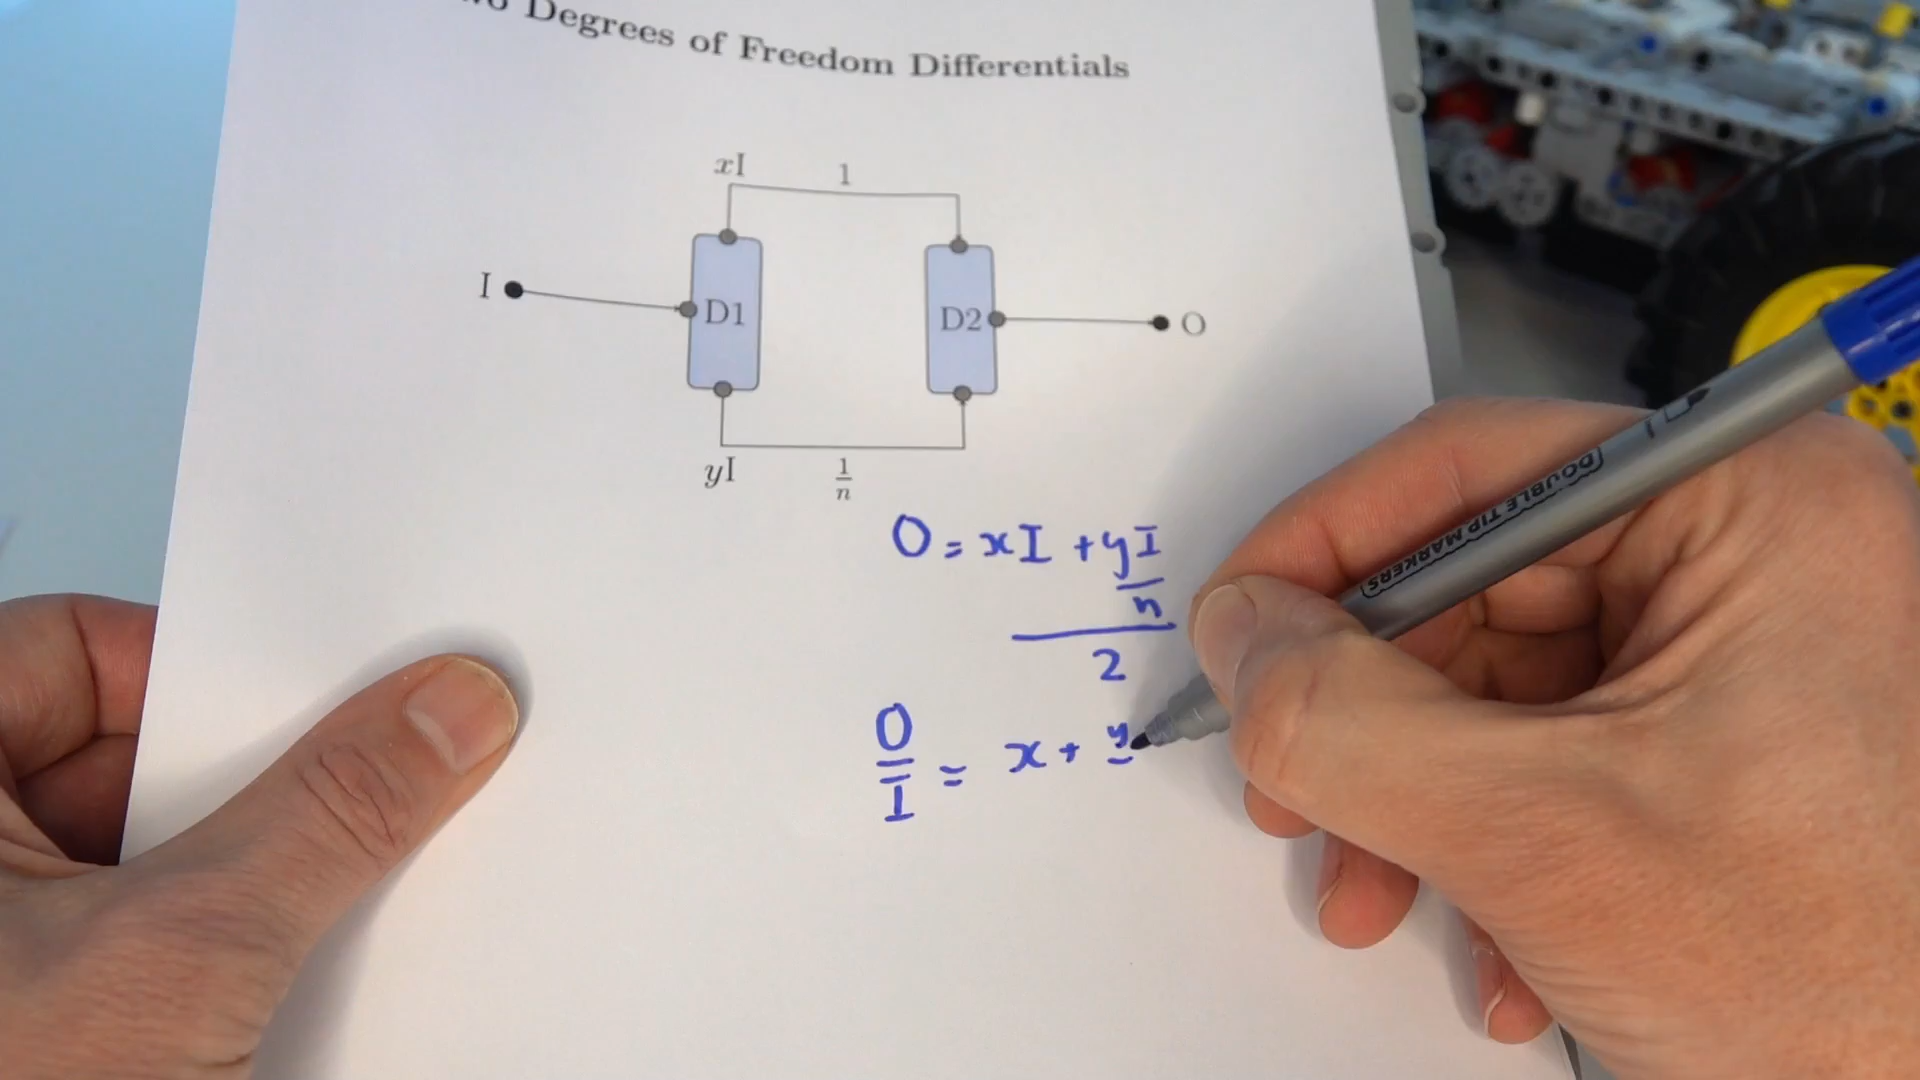 Degrees of Freedom Differentials
xI 1
I D1 D2 O
yI 1/n
O = xI + yI/n
2
O/I = x + y
DOUBLE TIP MARKERS